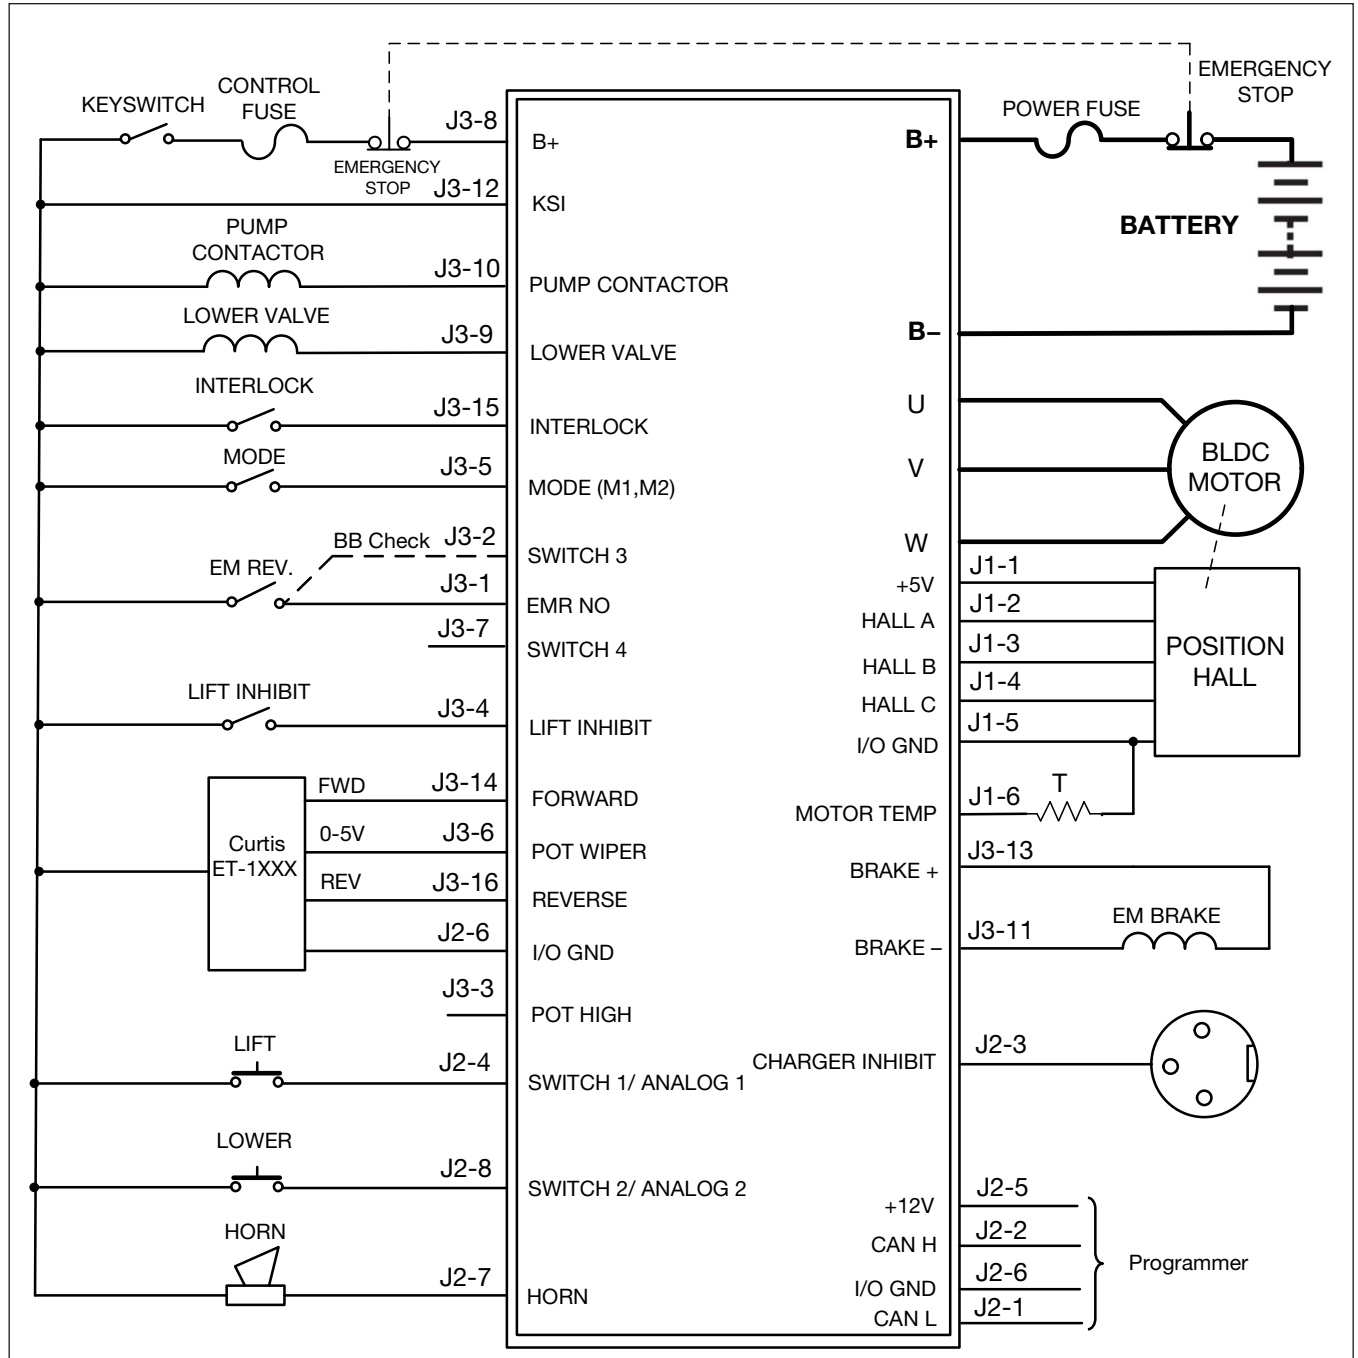 KEYSWITCH
CONTROL
FUSE
J3-8
EMERGENCY
STOP
B+
J3-12
KSI
PUMP
CONTACTOR
J3-10
PUMP CONTACTOR
LOWER VALVE
J3-9
LOWER VALVE
INTERLOCK
J3-15
INTERLOCK
MODE
J3-5
MODE (M1,M2)
BB Check
J3-2
SWITCH 3
EM REV.
J3-1
EMR NO
J3-7
SWITCH 4
LIFT INHIBIT
J3-4
LIFT INHIBIT
Curtis
ET-1XXX
FWD
J3-14
FORWARD
0-5V
J3-6
POT WIPER
REV
J3-16
REVERSE
J2-6
I/O GND
J3-3
POT HIGH
LIFT
J2-4
SWITCH 1/ ANALOG 1
LOWER
J2-8
SWITCH 2/ ANALOG 2
HORN
J2-7
HORN
B+
POWER FUSE
EMERGENCY
STOP
BATTERY
B–
U
V
W
BLDC
MOTOR
J1-1
+5V
J1-2
HALL A
J1-3
HALL B
J1-4
HALL C
J1-5
I/O GND
POSITION
HALL
J1-6
T
MOTOR TEMP
J3-13
BRAKE +
EM BRAKE
J3-11
BRAKE –
J2-3
CHARGER INHIBIT
J2-5
+12V
J2-2
CAN H
J2-6
I/O GND
J2-1
CAN L
Programmer